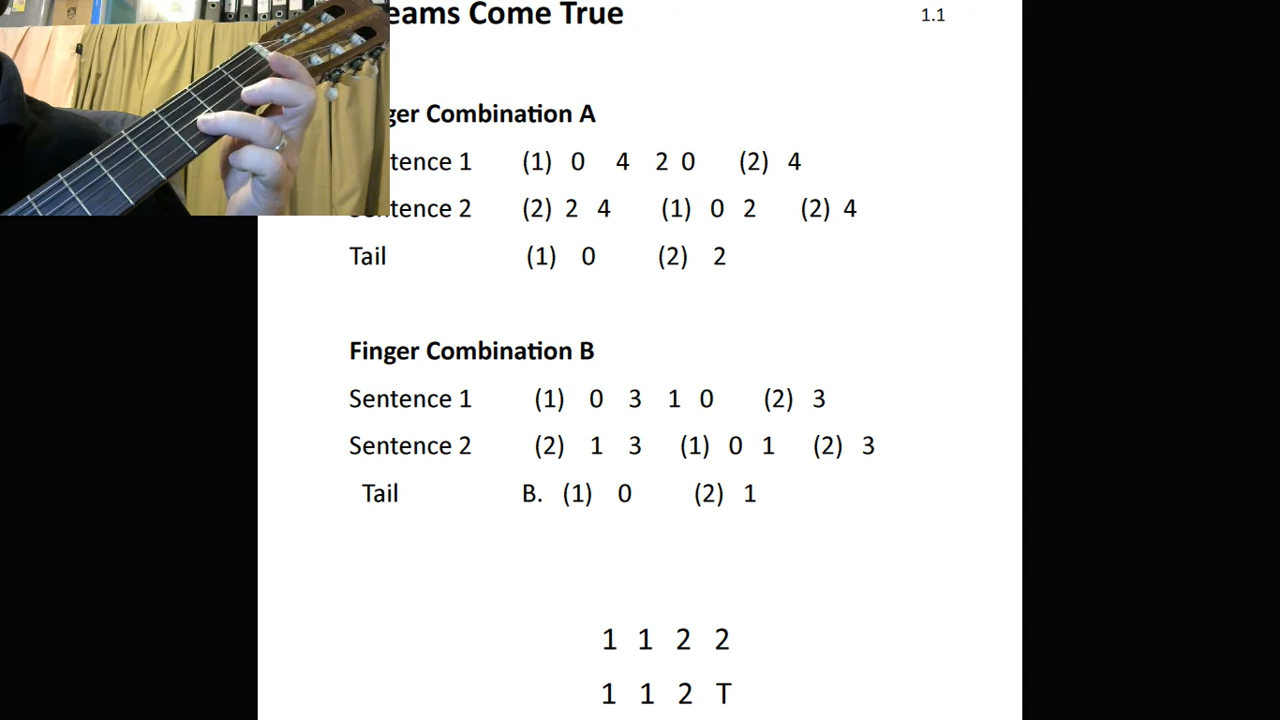 eams Come True 1.1
ger Combination A
tence 1 (1) 0 4 2 0 (2) 4
Sentence 2 (2) 2 4 (1) 0 2 (2) 4
Tail (1) 0 (2) 2
Finger Combination B
Sentence 1 (1) 0 3 1 0 (2) 3
Sentence 2 (2) 1 3 (1) 0 1 (2) 3
Tail B. (1) 0 (2) 1
1 1 2 2
1 1 2 T